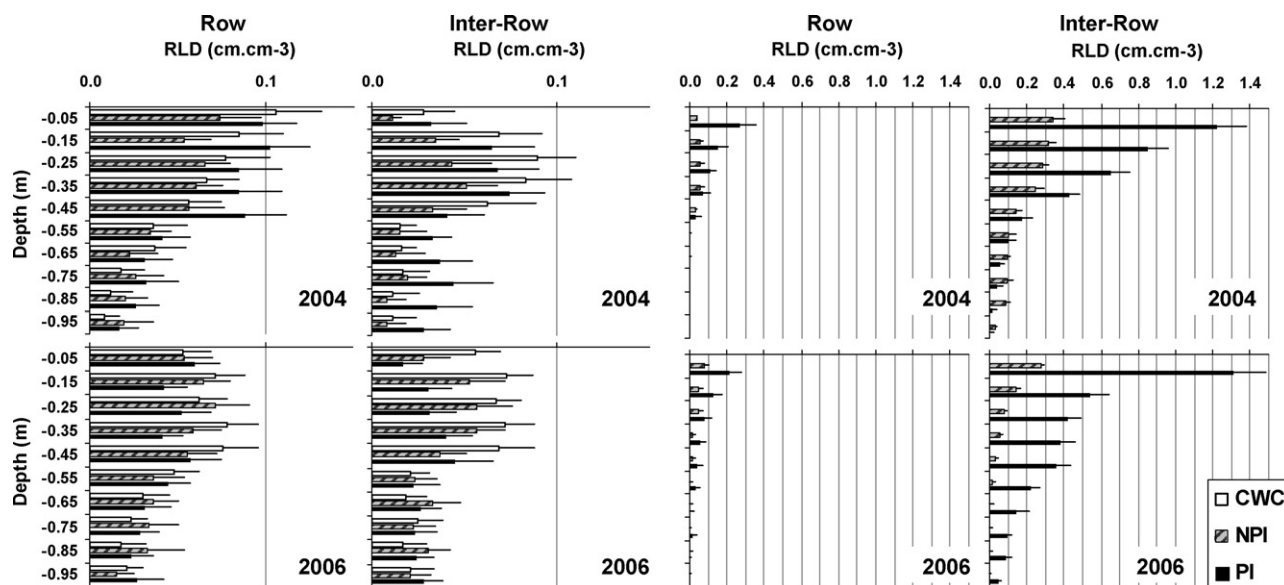 Row
Inter-Row
Row
Inter-Row
RLD (cm.cm-3)
RLD (cm.cm-3)
RLD (cm.cm-3)
RLD (cm.cm-3)
0.0 0.1
0.0 0.1
0.0 0.2 0.4 0.6 0.8 1.0 1.2 1.4
0.0 0.2 0.4 0.6 0.8 1.0 1.2 1.4
Depth (m)
-0.05
-0.15
-0.25
-0.35
-0.45
-0.55
-0.65
-0.75
-0.85
-0.95
2004
2004
2004
2004
Depth (m)
-0.05
-0.15
-0.25
-0.35
-0.45
-0.55
-0.65
-0.75
-0.85
-0.95
2006
2006
2006
2006
CWC
NPI
PI